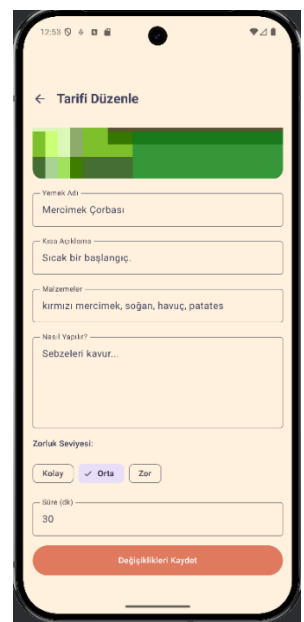 12:53
Tarifi Düzenle
Yemek Adı
Mercimek Çorbası
Kısa Açıklama
Sıcak bir başlangıç.
Malzemeler
kırmızı mercimek, soğan, havuç, patates
Nasıl Yapılır?
Sebzeleri kavur...
Zorluk Seviyesi:
Kolay Orta Zor
Süre (dk)
30
Değişiklikleri Kaydet